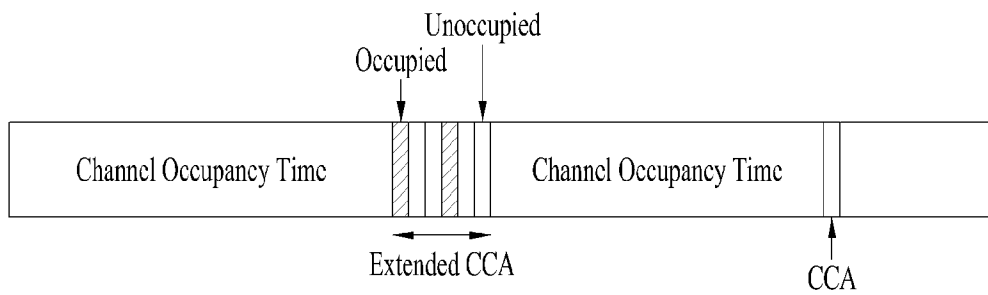 Unoccupied
Occupied
Channel Occupancy Time
Channel Occupancy Time
Extended CCA
CCA